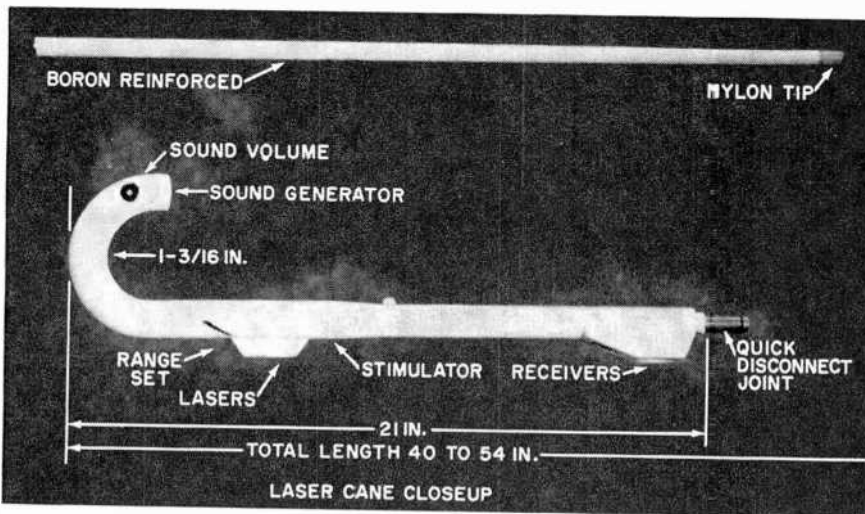 BORON REINFORCED
NYLON TIP
SOUND VOLUME
SOUND GENERATOR
1-3/16 IN.
RANGE
SET
LASERS
STIMULATOR
RECEIVERS
QUICK
DISCONNECT
JOINT
21 IN.
TOTAL LENGTH 40 TO 54 IN.
LASER CANE CLOSEUP